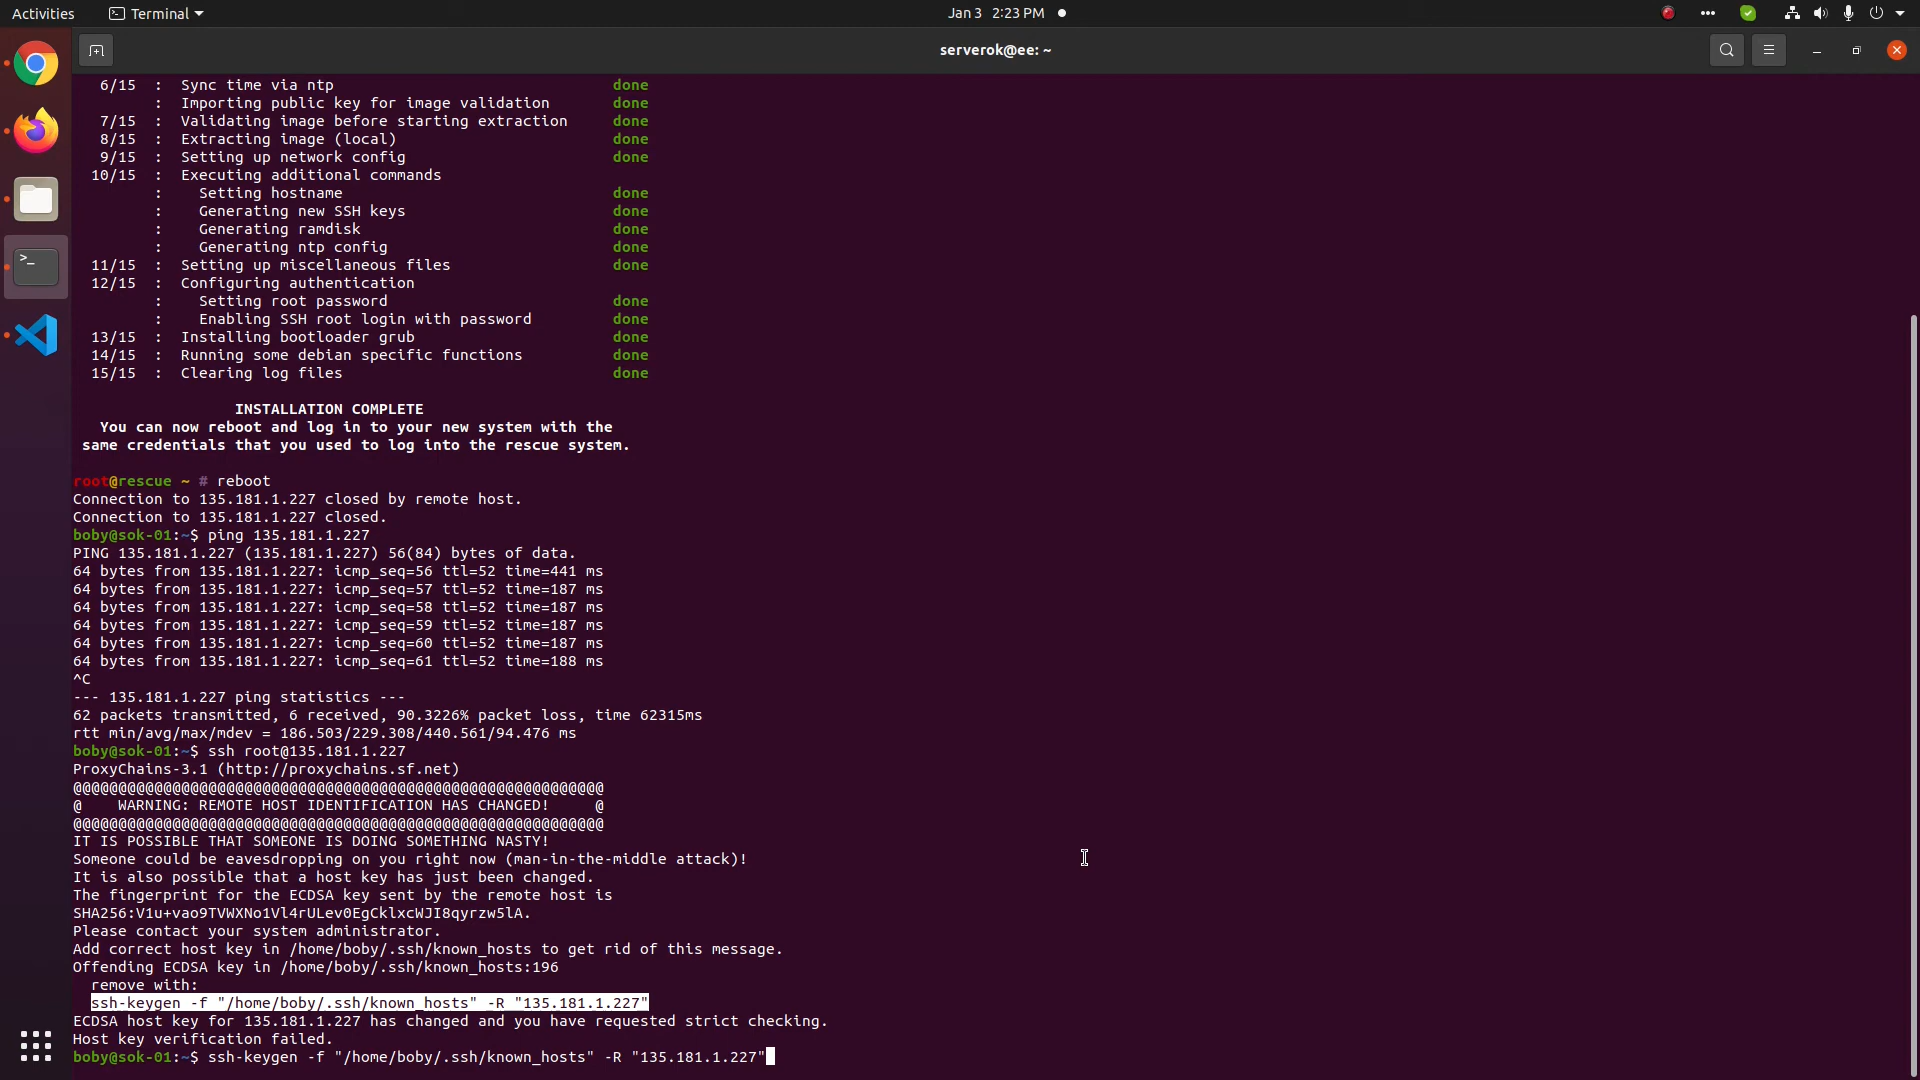 Activities
Terminal
Jan 3 2:23 PM
serverok@ee: ~
6/15 : Sync time via ntp done
: Importing public key for image validation done
7/15 : Validating image before starting extraction done
8/15 : Extracting image (local) done
9/15 : Setting up network config done
10/15 : Executing additional commands
: Setting hostname done
: Generating new SSH keys done
: Generating ramdisk done
: Generating ntp config done
11/15 : Setting up miscellaneous files done
12/15 : Configuring authentication
: Setting root password done
: Enabling SSH root login with password done
13/15 : Installing bootloader grub done
14/15 : Running some debian specific functions done
15/15 : Clearing log files done
INSTALLATION COMPLETE
You can now reboot and log in to your new system with the
same credentials that you used to log into the rescue system.
root@rescue ~ # reboot
Connection to 135.181.1.227 closed by remote host.
Connection to 135.181.1.227 closed.
boby@sok-01:~$ ping 135.181.1.227
PING 135.181.1.227 (135.181.1.227) 56(84) bytes of data.
64 bytes from 135.181.1.227: icmp_seq=56 ttl=52 time=441 ms
64 bytes from 135.181.1.227: icmp_seq=57 ttl=52 time=187 ms
64 bytes from 135.181.1.227: icmp_seq=58 ttl=52 time=187 ms
64 bytes from 135.181.1.227: icmp_seq=59 ttl=52 time=187 ms
64 bytes from 135.181.1.227: icmp_seq=60 ttl=52 time=187 ms
64 bytes from 135.181.1.227: icmp_seq=61 ttl=52 time=188 ms
^C
--- 135.181.1.227 ping statistics ---
62 packets transmitted, 6 received, 90.3226% packet loss, time 62315ms
rtt min/avg/max/mdev = 186.503/229.308/440.561/94.476 ms
boby@sok-01:~$ ssh root@135.181.1.227
ProxyChains-3.1 (http://proxychains.sf.net)
@@@@@@@@@@@@@@@@@@@@@@@@@@@@@@@@@@@@@@@@@@@@@@@@@@@@@@@@@@@
@    WARNING: REMOTE HOST IDENTIFICATION HAS CHANGED!     @
@@@@@@@@@@@@@@@@@@@@@@@@@@@@@@@@@@@@@@@@@@@@@@@@@@@@@@@@@@@
IT IS POSSIBLE THAT SOMEONE IS DOING SOMETHING NASTY!
Someone could be eavesdropping on you right now (man-in-the-middle attack)!
It is also possible that a host key has just been changed.
The fingerprint for the ECDSA key sent by the remote host is
SHA256:V1u+vao9TVWXNo1Vl4rULev0EgCklxcWJI8qyrzw5lA.
Please contact your system administrator.
Add correct host key in /home/boby/.ssh/known_hosts to get rid of this message.
Offending ECDSA key in /home/boby/.ssh/known_hosts:196
remove with:
ssh-keygen -f "/home/boby/.ssh/known_hosts" -R "135.181.1.227"
ECDSA host key for 135.181.1.227 has changed and you have requested strict checking.
Host key verification failed.
boby@sok-01:~$ ssh-keygen -f "/home/boby/.ssh/known_hosts" -R "135.181.1.227"